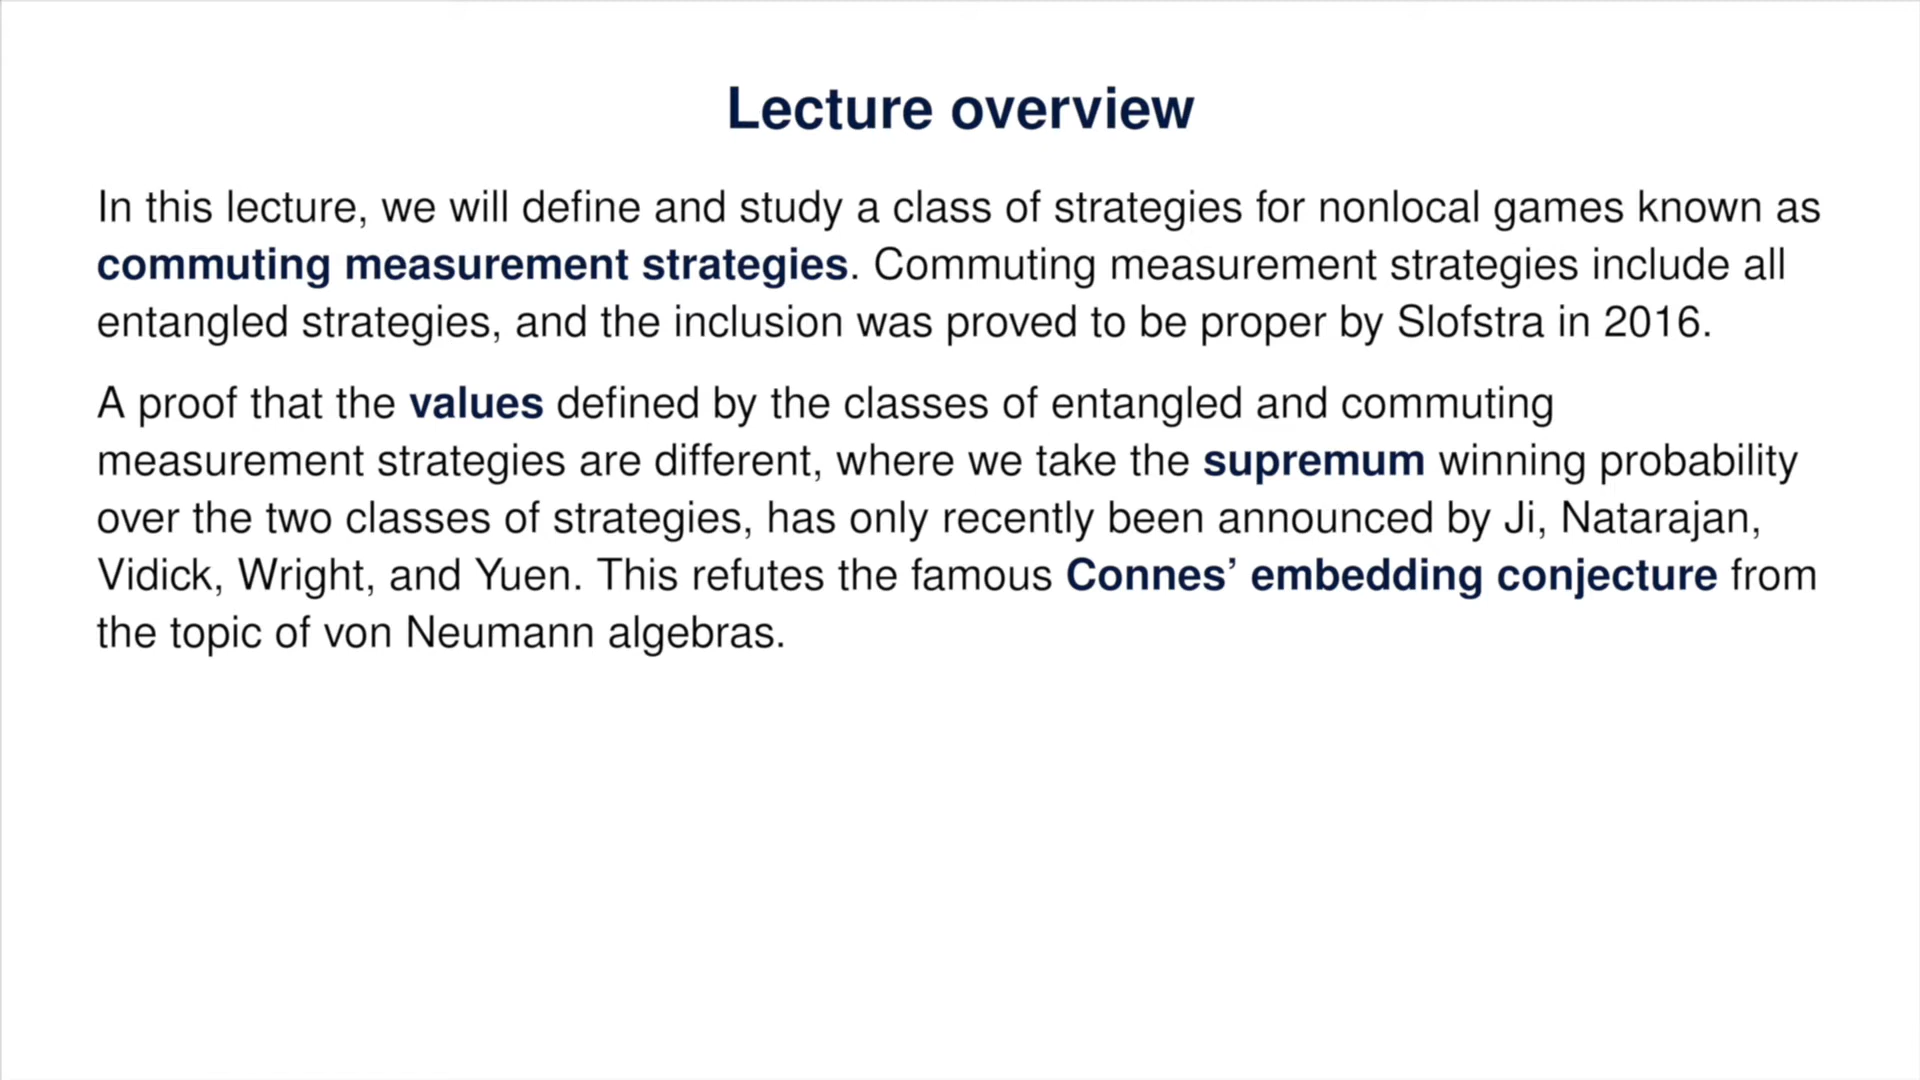 Lecture overview
In this lecture, we will define and study a class of strategies for nonlocal games known as
commuting measurement strategies. Commuting measurement strategies include all
entangled strategies, and the inclusion was proved to be proper by Slofstra in 2016.
A proof that the values defined by the classes of entangled and commuting
measurement strategies are different, where we take the supremum winning probability
over the two classes of strategies, has only recently been announced by Ji, Natarajan,
Vidick, Wright, and Yuen. This refutes the famous Connes’ embedding conjecture from
the topic of von Neumann algebras.